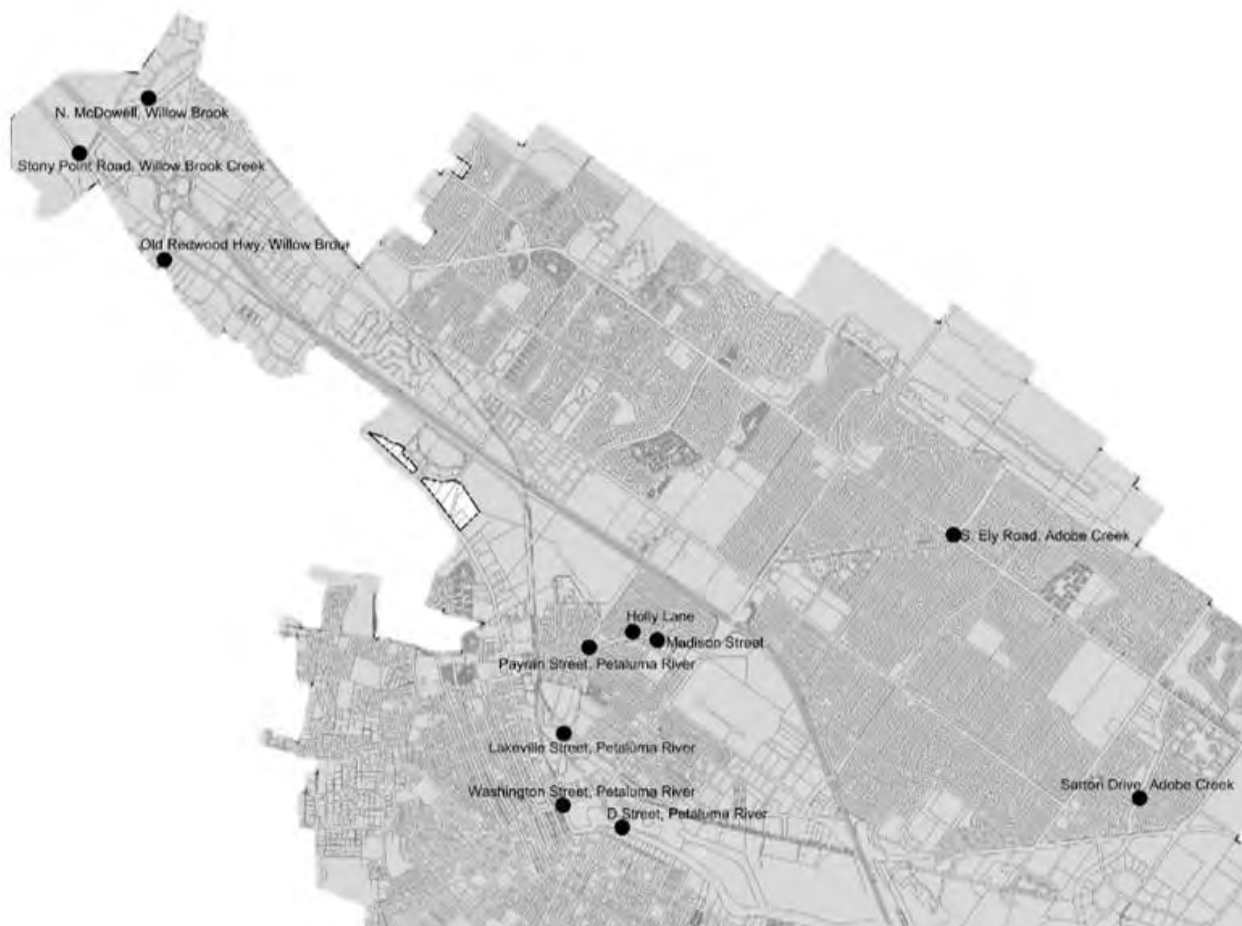 N. McDowell, Willow Brook
Stony Point Road, Willow Brook Creek
Old Redwood Hwy, Willow Brow
S. Ely Road, Adobe Creek
Holly Lane
Madison Street
Payran Street, Petaluma River
Lakeville Street, Petaluma River
Sartori Drive, Adobe Creek
Washington Street, Petaluma River
D Street, Petaluma River